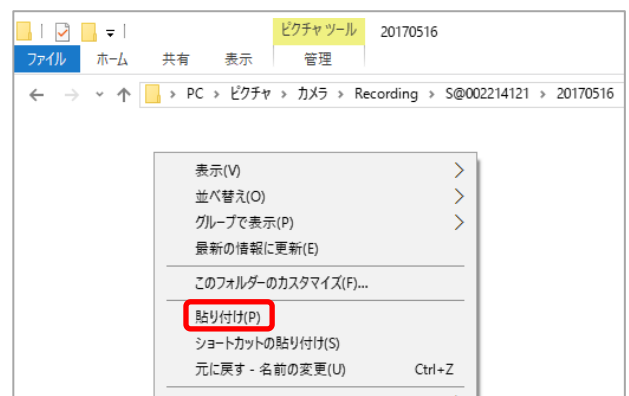 ピクチャ ツール 20170516
ファイル ホーム 共有 表示 管理
PC › ピクチャ › カメラ › Recording › S@002214121 › 20170516
表示(V)
並べ替え(O)
グループで表示(P)
最新の情報に更新(E)
このフォルダーのカスタマイズ(F)...
貼り付け(P)
ショートカットの貼り付け(S)
元に戻す - 名前の変更(U) Ctrl+Z